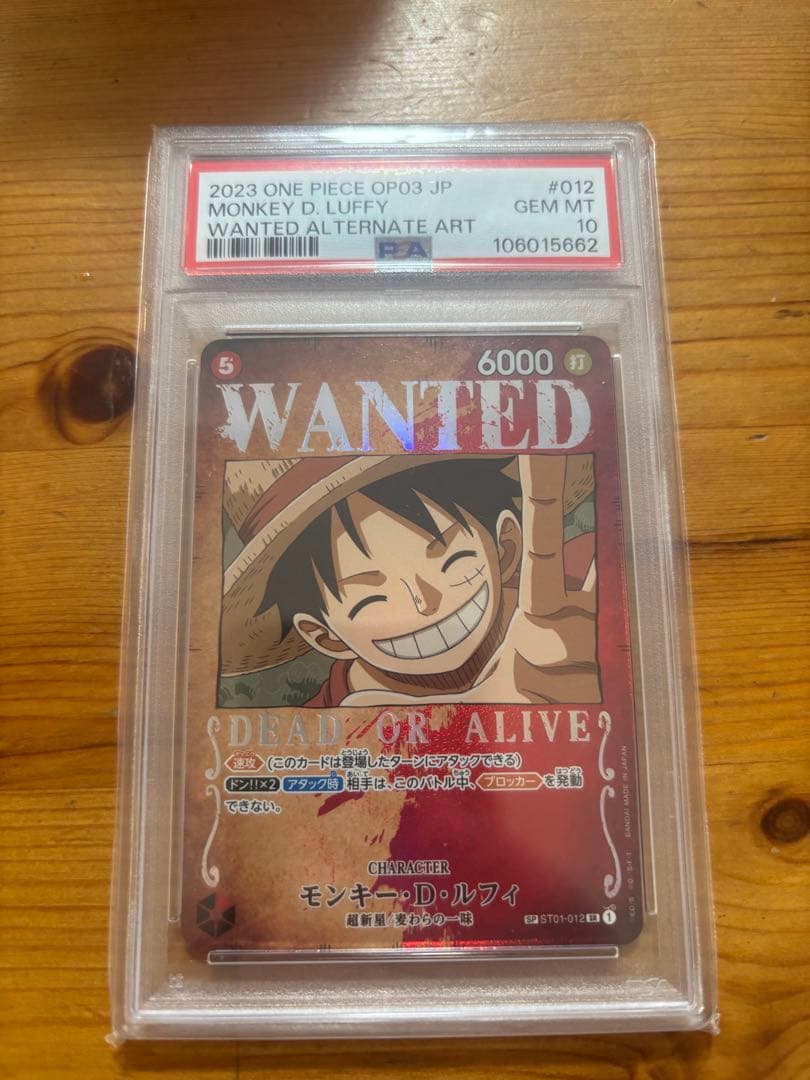 2023 ONE PIECE OP03 JP #012
MONKEY D. LUFFY GEM MT
WANTED ALTERNATE ART 10
PSA 106015662
5 6000 打
WANTED
DEAD OR ALIVE
速攻 (このカードは登場したターンにアタックできる)
ドン!!×2 アタック時 相手は、このバトル中、ブロッカー を発動
できない。
CHARACTER
モンキー・D・ルフィ
超新星/麦わらの一味
SP ST01-012 SR 1
BANDAI MADE IN JAPAN